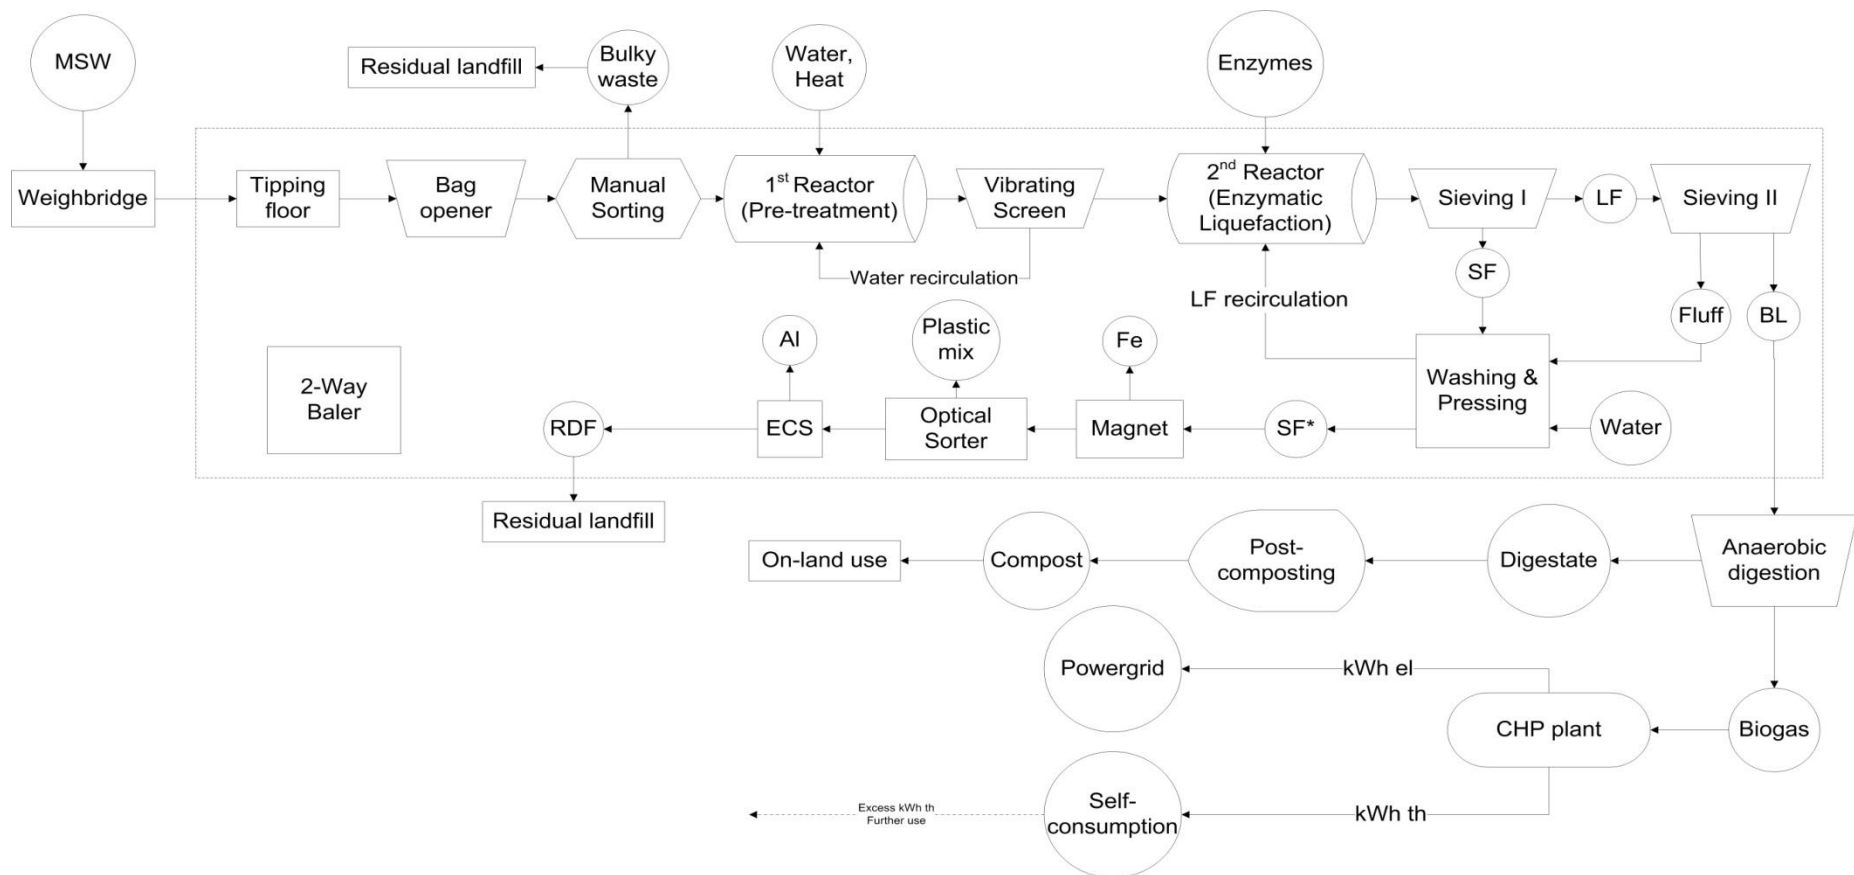 MSW
Residual landfill
Bulky
waste
Water,
Heat
Enzymes
Weighbridge
Tipping
floor
Bag
opener
Manual
Sorting
1st Reactor
(Pre-treatment)
Vibrating
Screen
2nd Reactor
(Enzymatic
Liquefaction)
Sieving I
LF
Sieving II
Water recirculation
LF recirculation
SF
Fluff
BL
2-Way
Baler
RDF
Al
ECS
Plastic
mix
Optical
Sorter
Fe
Magnet
SF*
Washing &
Pressing
Water
Residual landfill
On-land use
Compost
Post-
composting
Digestate
Anaerobic
digestion
Powergrid
kWh el
CHP plant
Biogas
Excess kWh th
Further use
Self-
consumption
kWh th